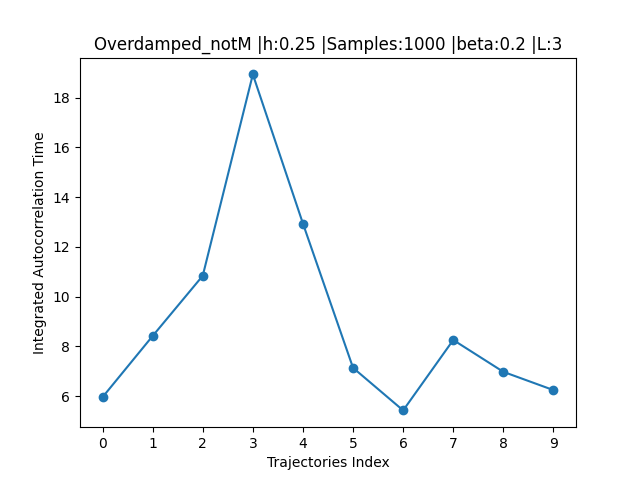 Overdamped_notM |h:0.25 |Samples:1000 |beta:0.2 |L:3
Integrated Autocorrelation Time
18
16
14
12
10
8
6
0 1 2 3 4 5 6 7 8 9
Trajectories Index